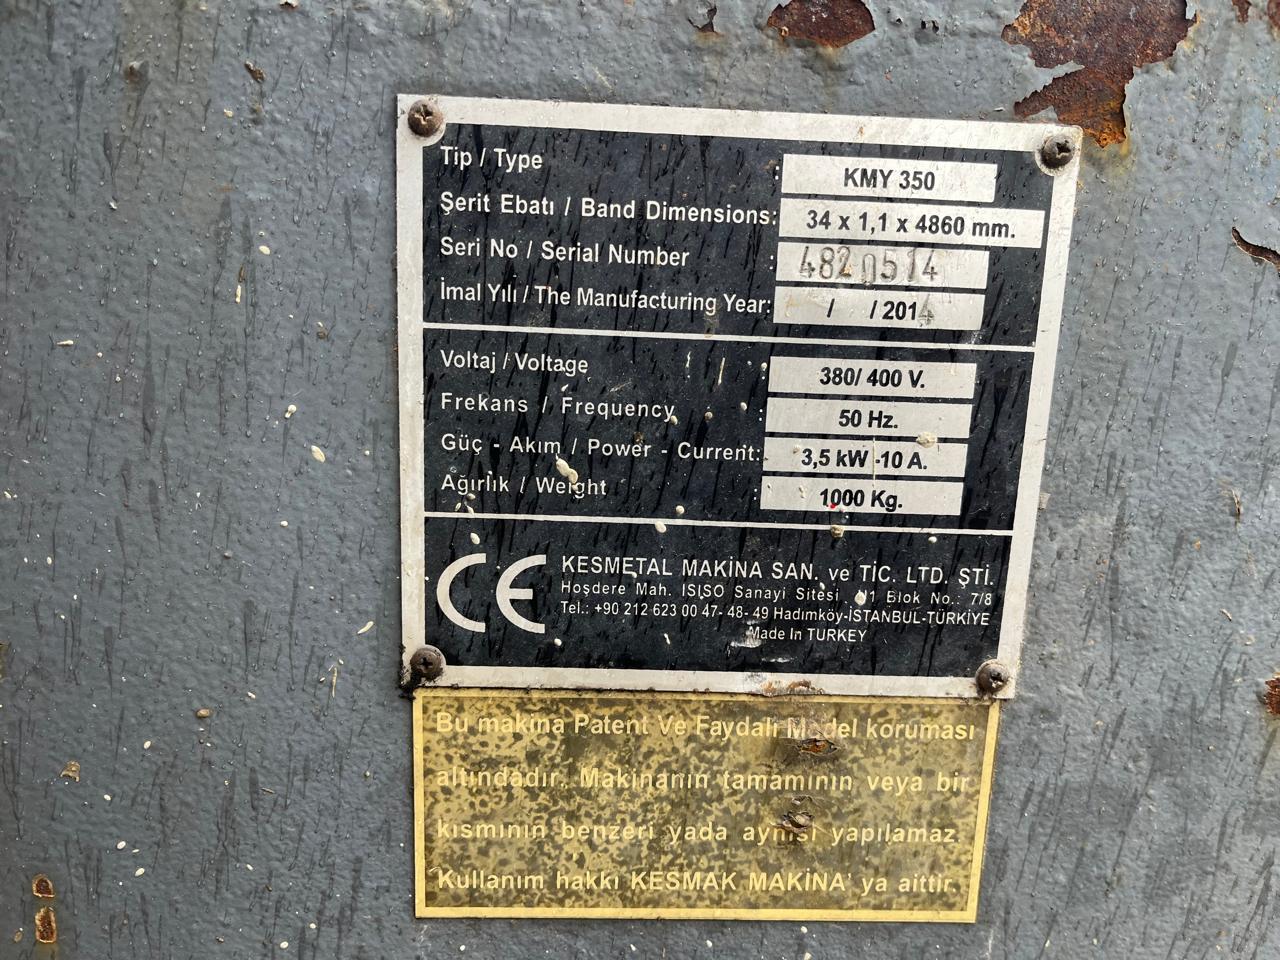 Tip / Type : KMY 350
Şerit Ebatı / Band Dimensions: 34 x 1,1 x 4860 mm.
Seri No / Serial Number : 4820514
İmal Yılı / The Manufacturing Year: / / 2014
Voltaj / Voltage : 380/ 400 V.
Frekans / Frequency : 50 Hz.
Güç - Akım / Power - Current: 3,5 kW -10 A.
Ağırlık / Weight : 1000 Kg.
CE
KESMETAL MAKİNA SAN. ve TİC. LTD. ŞTİ.
Hoşdere Mah. ISISO Sanayi Sitesi Blok No.: 7/8
Tel.: +90 212 623 00 47- 48- 49 Hadımköy-İSTANBUL-TÜRKİYE
Made In TURKEY
Bu makina Patent Ve Faydalı Model koruması
altındadır. Makinanın tamamının veya bir
kısmının benzeri yada aynısı yapılamaz.
Kullanım hakkı KESMAK MAKİNA' ya aittir.